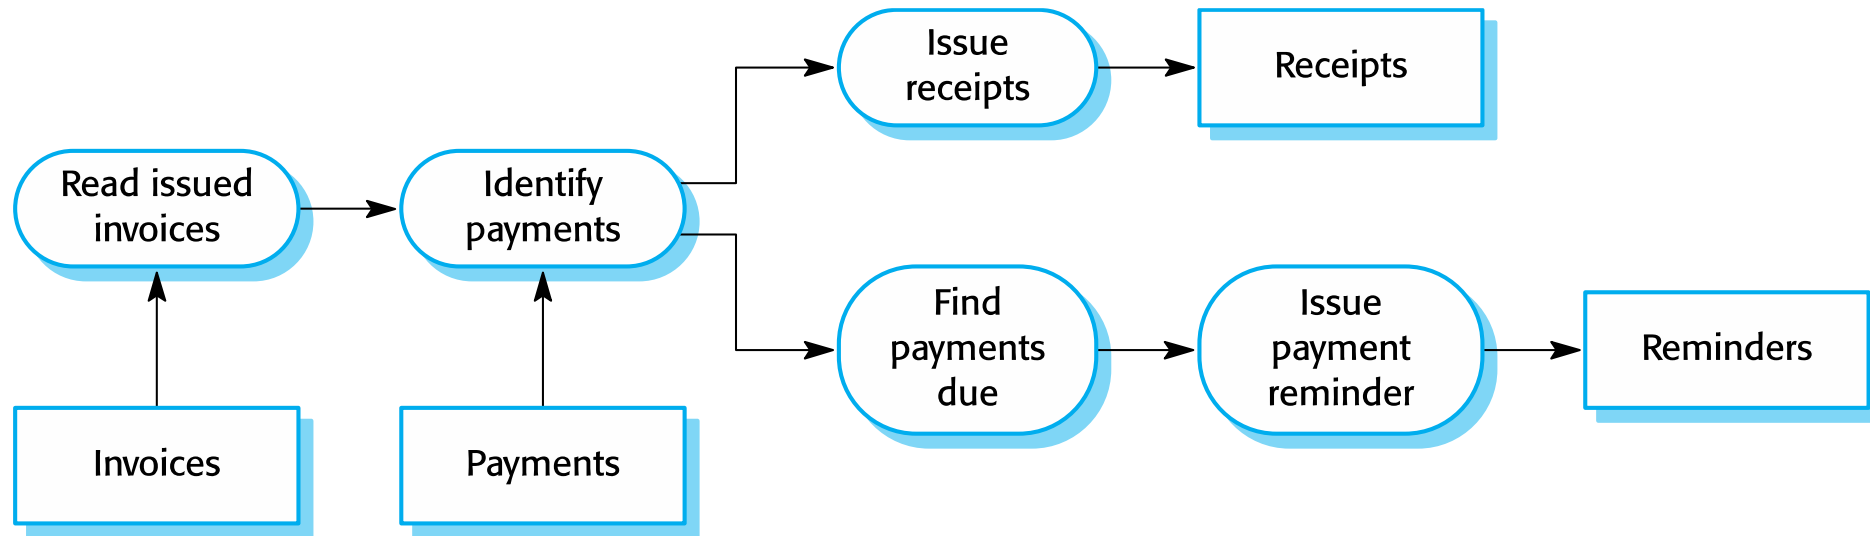 Issue
receipts
Receipts
Read issued
invoices
Identify
payments
Find
payments
due
Issue
payment
reminder
Reminders
Invoices
Payments